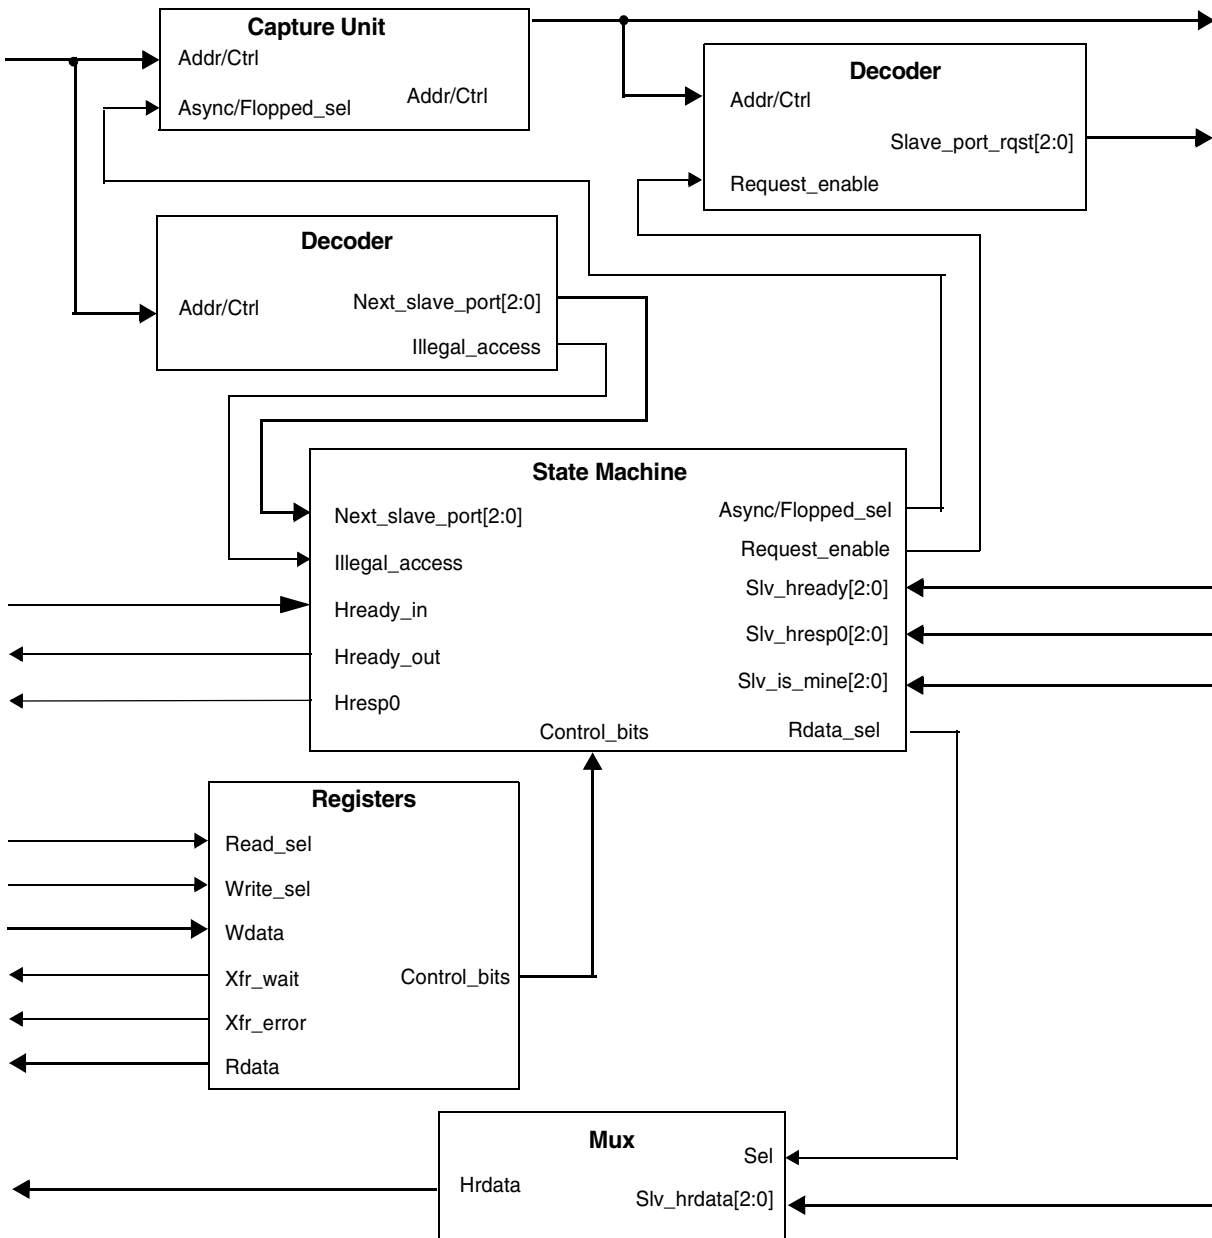 Capture Unit
Addr/Ctrl
Async/Flopped_sel
Addr/Ctrl
Decoder
Addr/Ctrl
Slave_port_rqst[2:0]
Request_enable
Decoder
Addr/Ctrl
Next_slave_port[2:0]
Illegal_access
State Machine
Next_slave_port[2:0]
Illegal_access
Hready_in
Hready_out
Hresp0
Async/Flopped_sel
Request_enable
Slv_hready[2:0]
Slv_hresp0[2:0]
Slv_is_mine[2:0]
Control_bits
Rdata_sel
Registers
Read_sel
Write_sel
Wdata
Xfr_wait
Xfr_error
Rdata
Control_bits
Mux
Sel
Hrdata
Slv_hrdata[2:0]